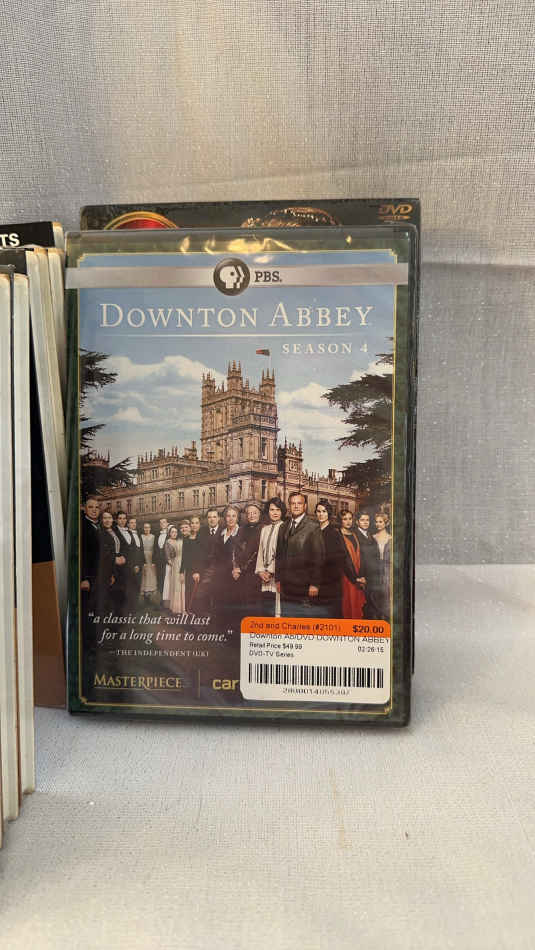 TS
DVD
PBS.
DOWNTON ABBEY
SEASON 4
"a classic that will last
for a long time to come."
—THE INDEPENDENT (UK)
MASTERPIECE
car
2nd and Charles (#2101) $20.00
Downton Ab/DVD DOWNTON ABBEY
Retail Price $49.99 02:26:15
DVD-TV Series